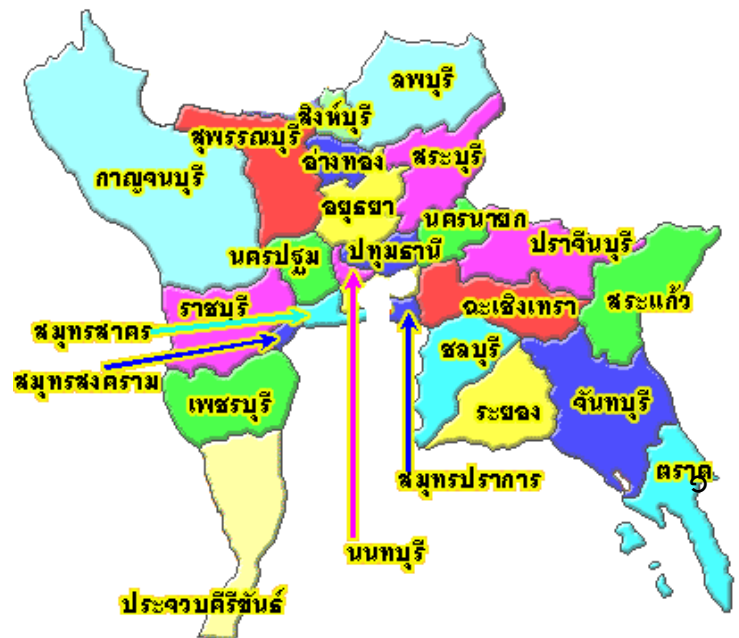 ลพบุรี
สิงห์บุรี
สุพรรณบุรี
อ่างทอง
สระบุรี
กาญจนบุรี
อยุธยา
นครนายก
ปราจีนบุรี
นครปฐม
ปทุมธานี
ราชบุรี
ฉะเชิงเทรา
สระแก้ว
สมุทรสาคร
ชลบุรี
สมุทรสงคราม
เพชรบุรี
ระยอง
จันทบุรี
ตราด
สมุทรปราการ
นนทบุรี
ประจวบคีรีขันธ์